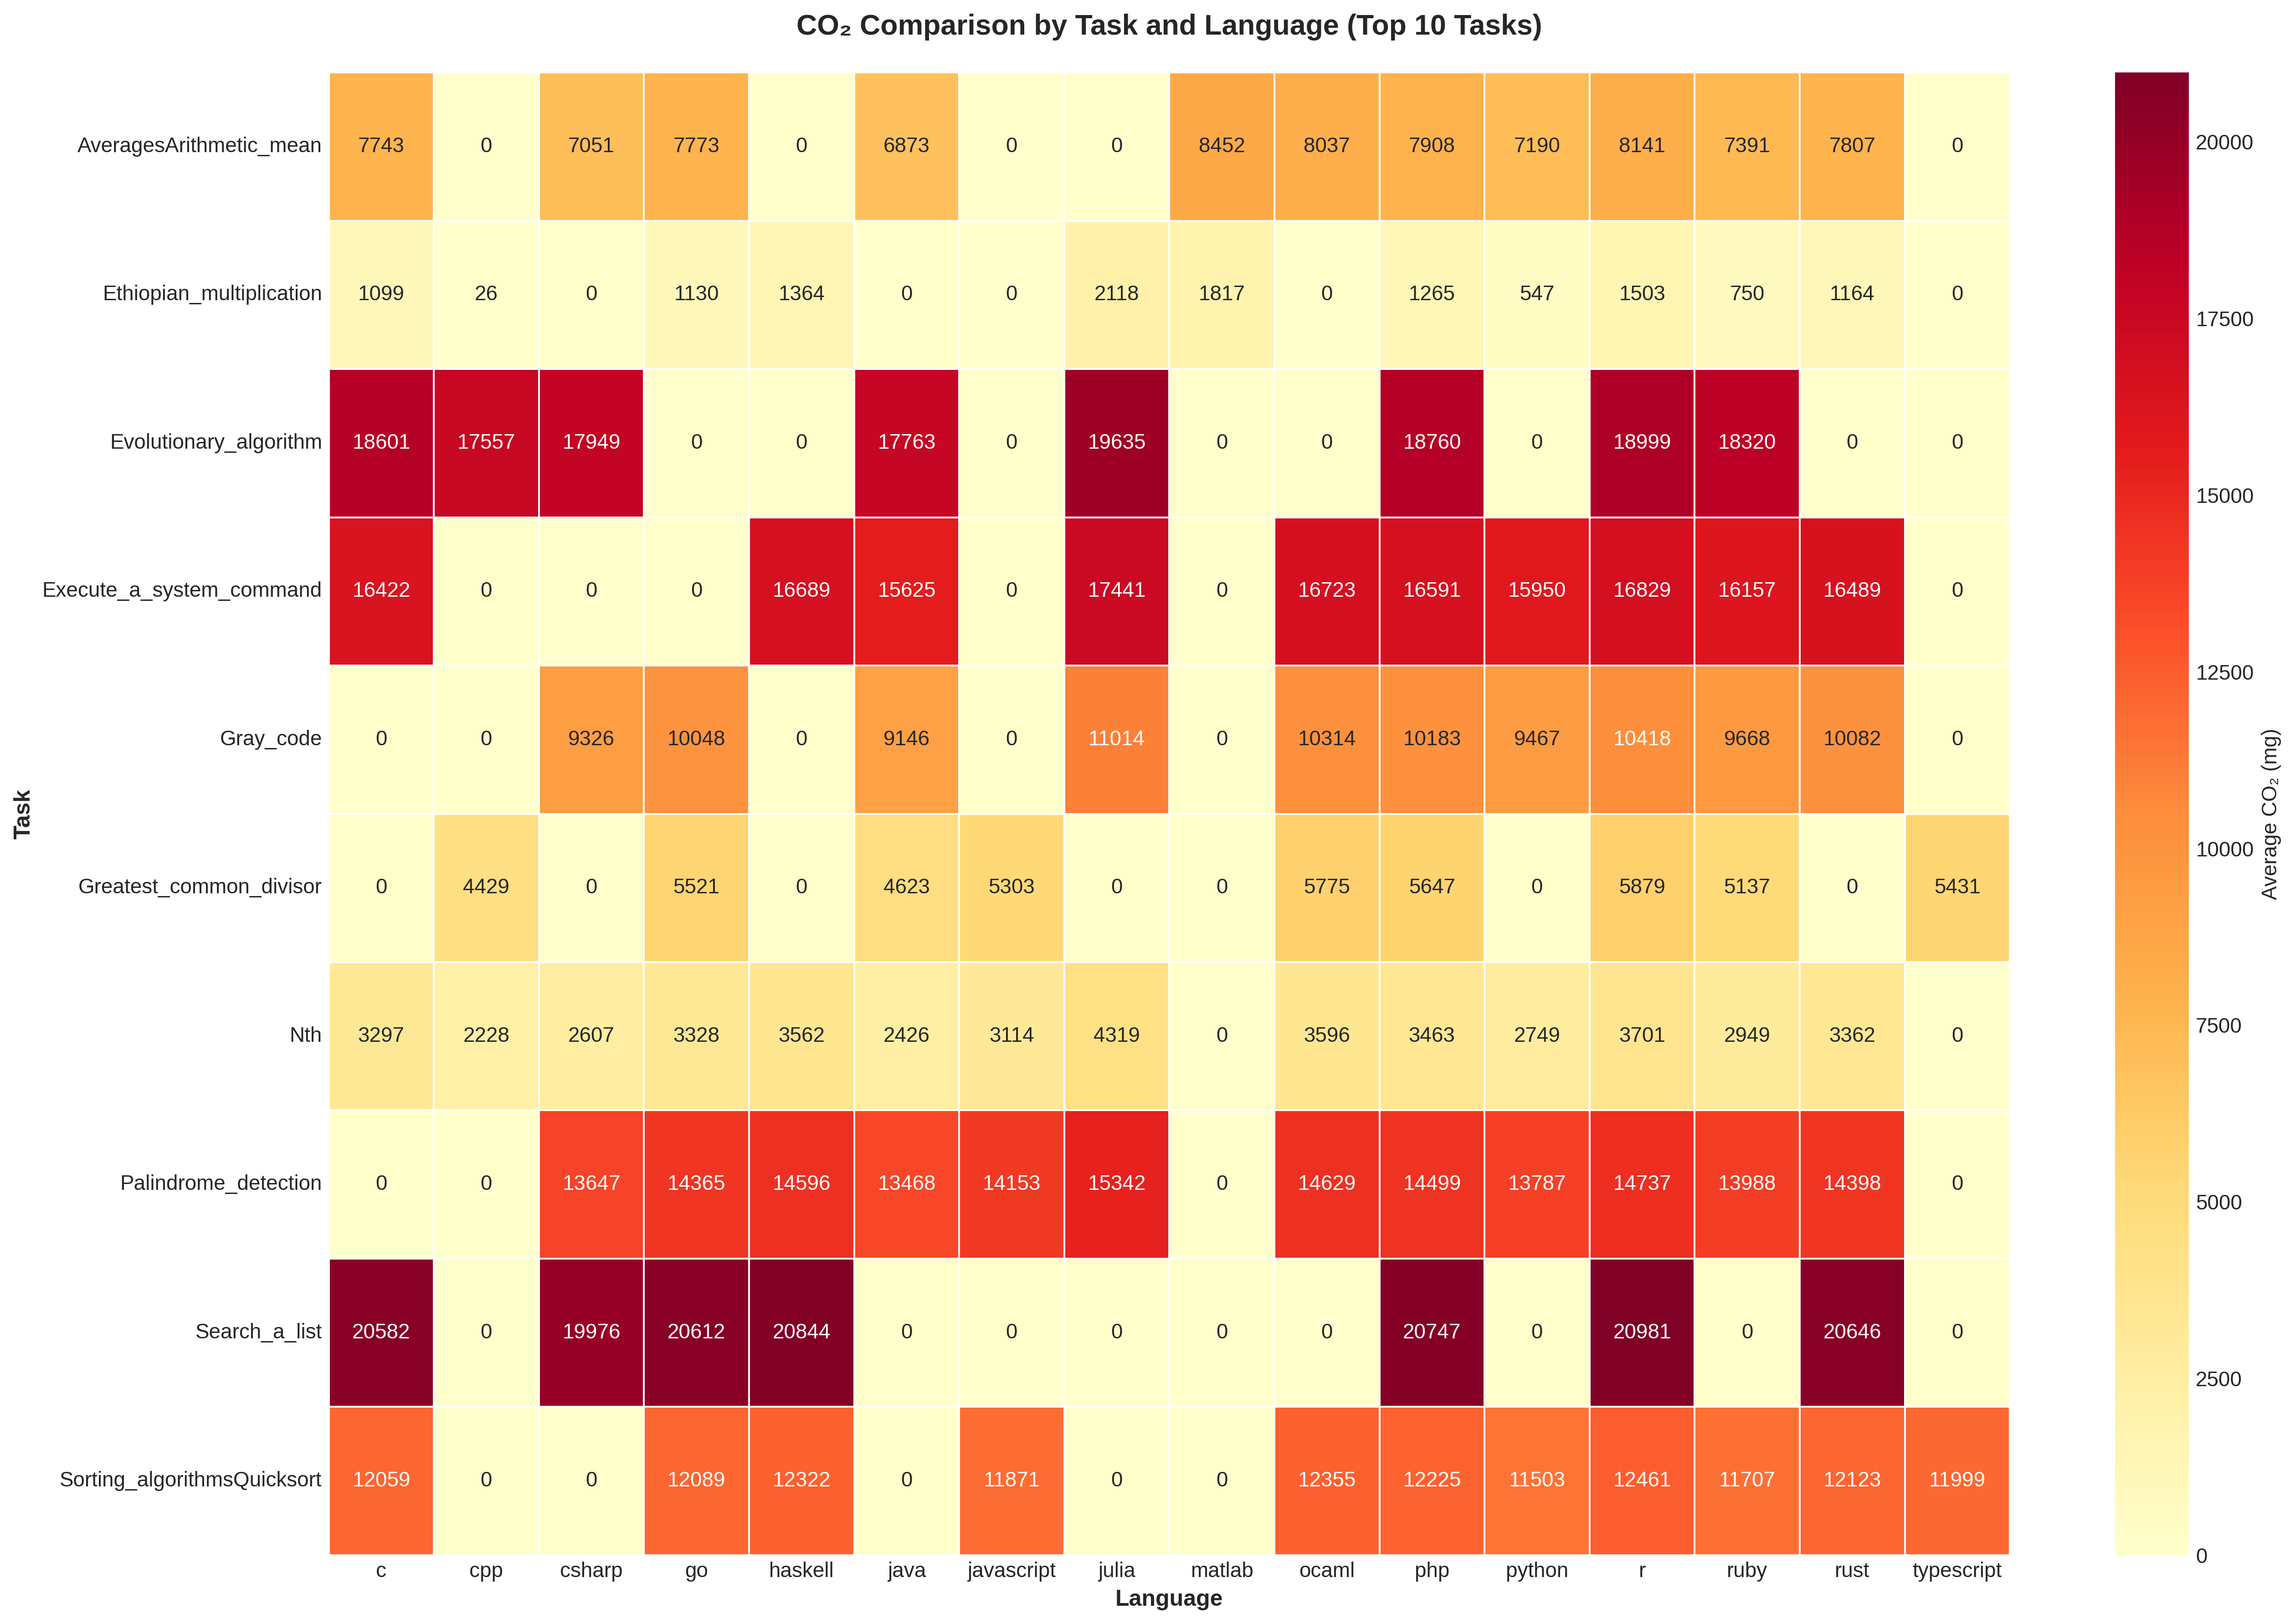 CO₂ Comparison by Task and Language (Top 10 Tasks)
AveragesArithmetic_mean 7743 0 7051 7773 0 6873 0 0 8452 8037 7908 7190 8141 7391 7807 0
Ethiopian_multiplication 1099 26 0 1130 1364 0 0 2118 1817 0 1265 547 1503 750 1164 0
Evolutionary_algorithm 18601 17557 17949 0 0 17763 0 19635 0 0 18760 0 18999 18320 0 0
Execute_a_system_command 16422 0 0 0 16689 15625 0 17441 0 16723 16591 15950 16829 16157 16489 0
Gray_code 0 0 9326 10048 0 9146 0 11014 0 10314 10183 9467 10418 9668 10082 0
Greatest_common_divisor 0 4429 0 5521 0 4623 5303 0 0 5775 5647 0 5879 5137 0 5431
Nth 3297 2228 2607 3328 3562 2426 3114 4319 0 3596 3463 2749 3701 2949 3362 0
Palindrome_detection 0 0 13647 14365 14596 13468 14153 15342 0 14629 14499 13787 14737 13988 14398 0
Search_a_list 20582 0 19976 20612 20844 0 0 0 0 0 20747 0 20981 0 20646 0
Sorting_algorithmsQuicksort 12059 0 0 12089 12322 0 11871 0 0 12355 12225 11503 12461 11707 12123 11999
c cpp csharp go haskell java javascript julia matlab ocaml php python r ruby rust typescript
Language
Task
20000
17500
15000
12500
10000
7500
5000
2500
0
Average CO₂ (mg)